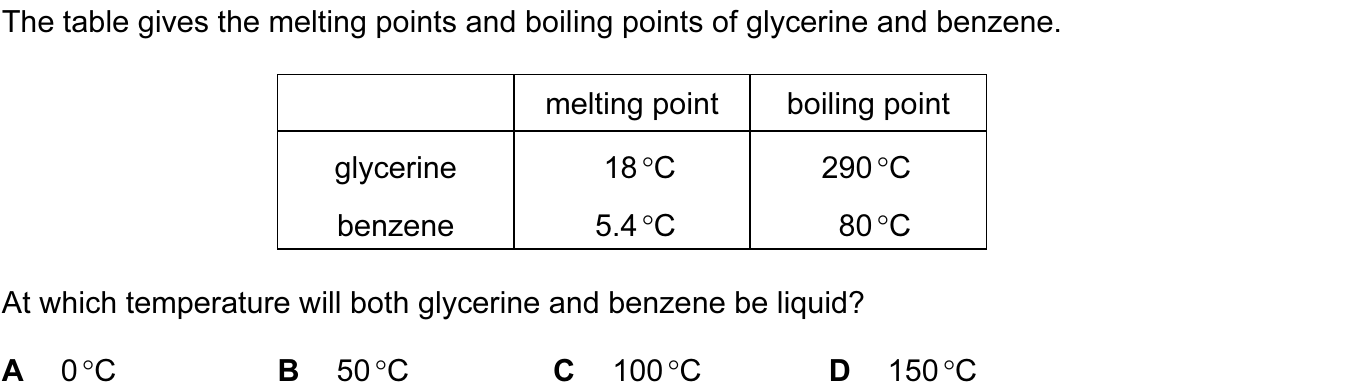 The table gives the melting points and boiling points of glycerine and benzene.
melting point boiling point
glycerine 18 °C 290 °C
benzene 5.4 °C 80 °C
At which temperature will both glycerine and benzene be liquid?
A 0 °C B 50 °C C 100 °C D 150 °C